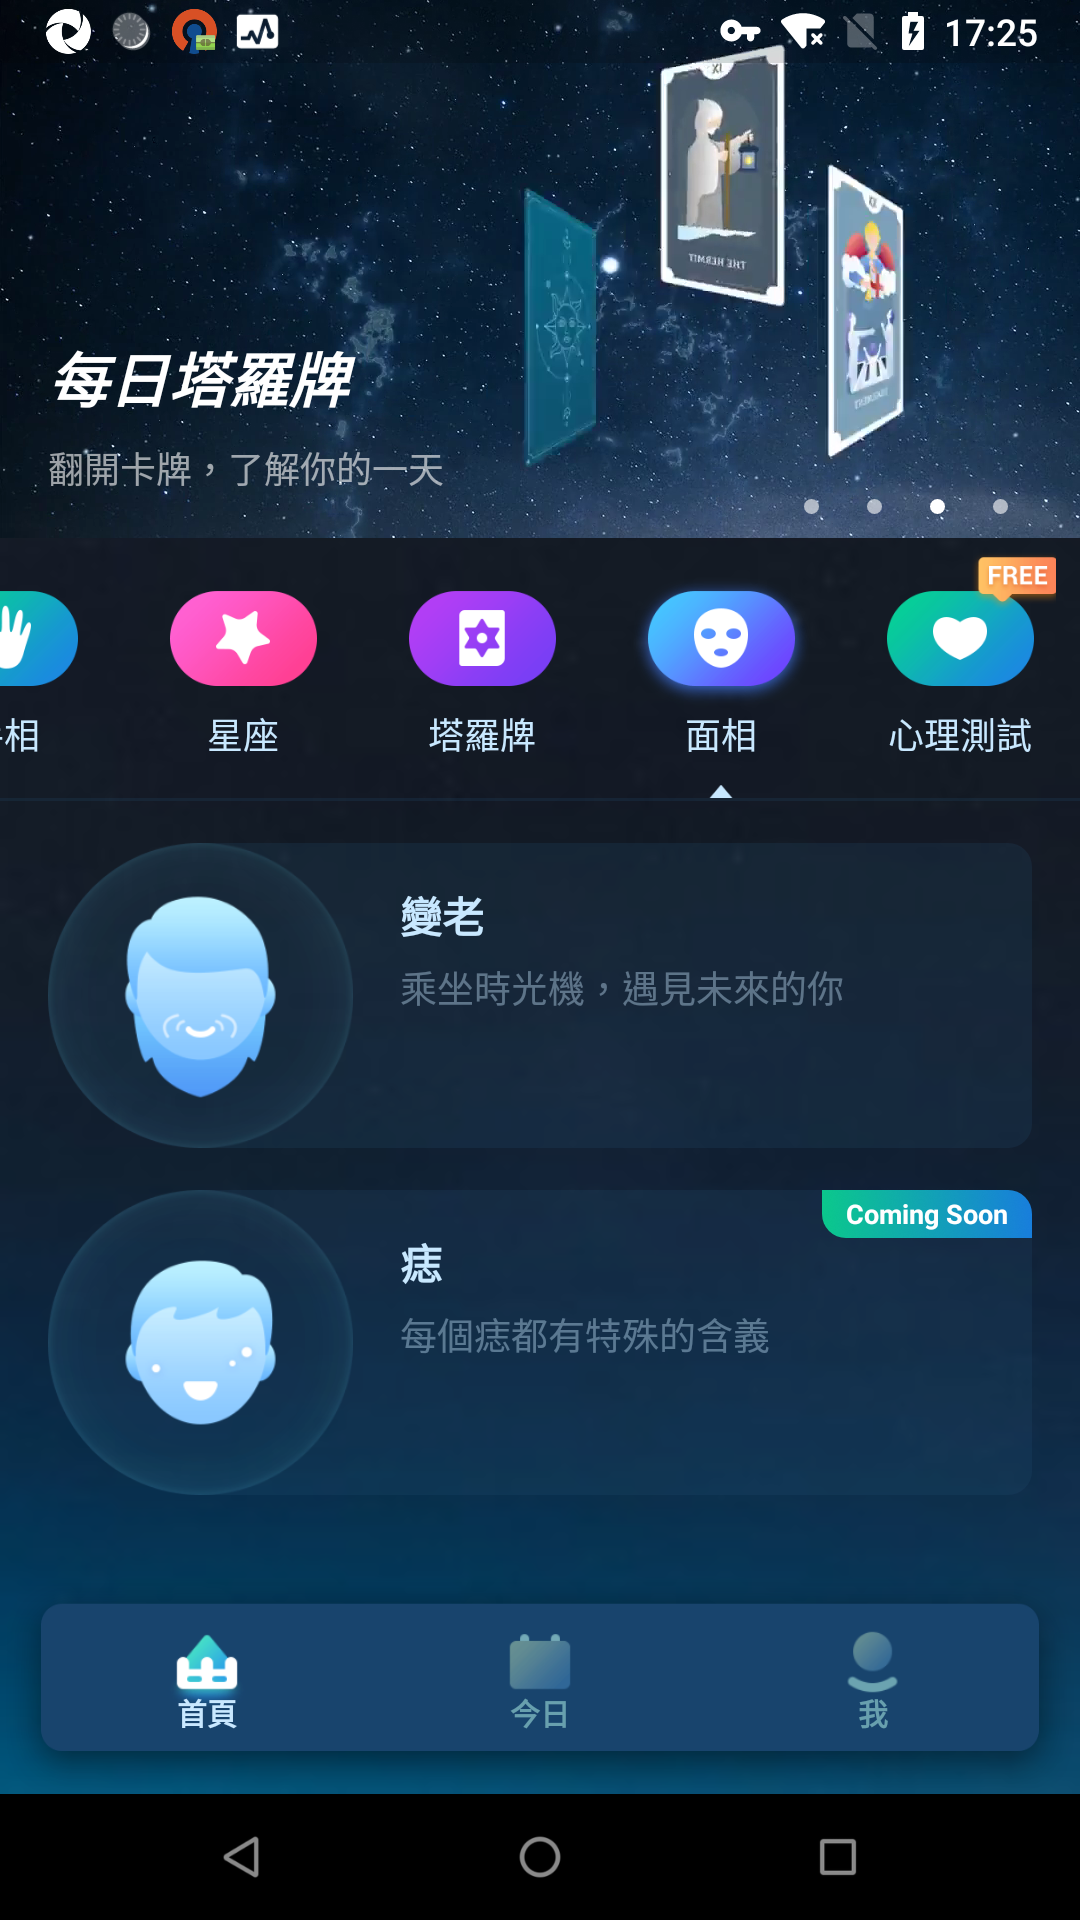 17:25
IX
THE HERMIT
XX
JUDGEMENT
每日塔羅牌
翻開卡牌，了解你的一天
FREE
相
星座
塔羅牌
面相
心理測試
變老
乘坐時光機，遇見未來的你
Coming Soon
痣
每個痣都有特殊的含義
首頁
今日
我